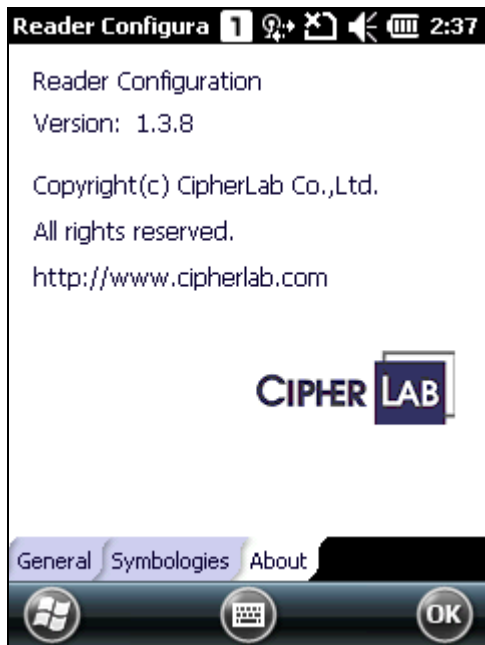 Reader Configura 1 2:37
Reader Configuration
Version: 1.3.8
Copyright(c) CipherLab Co.,Ltd.
All rights reserved.
http://www.cipherlab.com
CIPHER LAB
General Symbologies About
OK